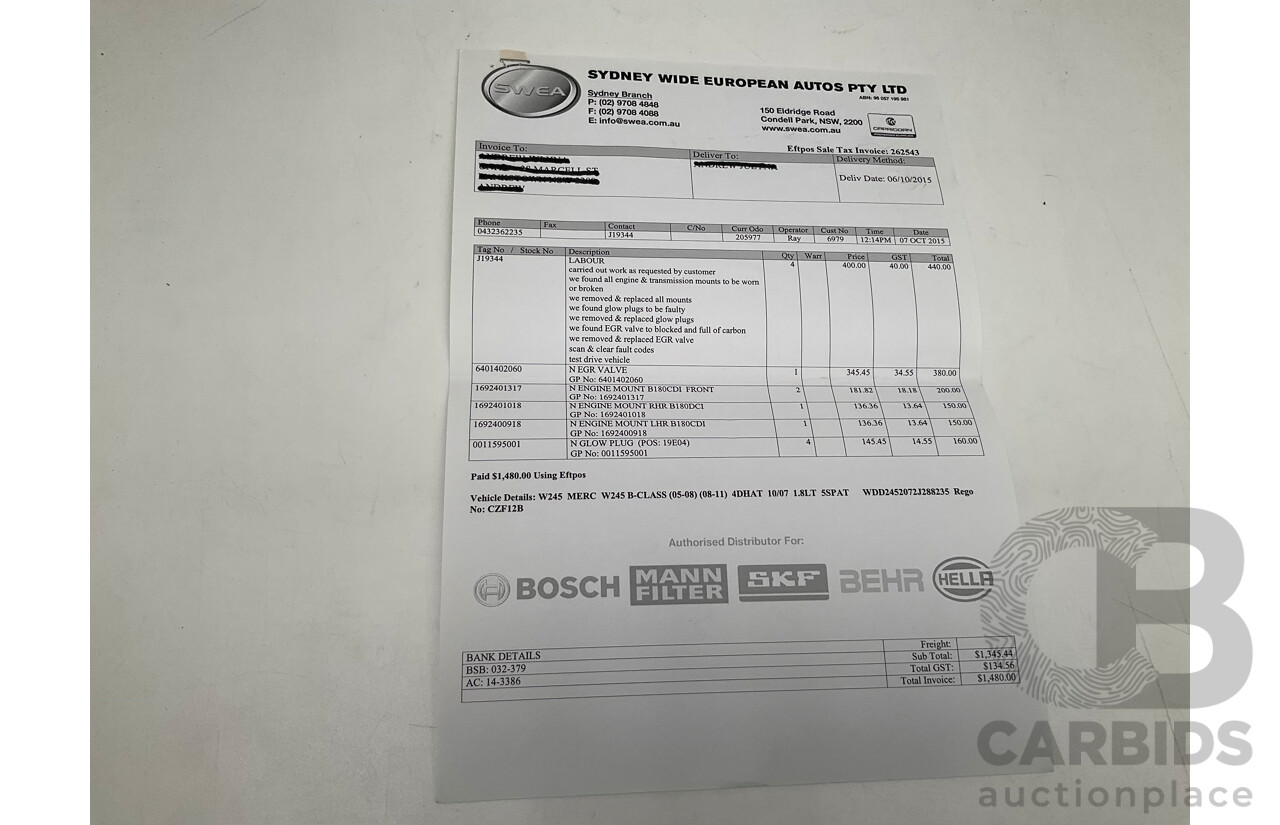 SWEA
SYDNEY WIDE EUROPEAN AUTOS PTY LTD
ABN: 96 057 195 981
Sydney Branch
P: (02) 9708 4848
F: (02) 9708 4088
E: info@swea.com.au
150 Eldridge Road
Condell Park, NSW, 2200
www.swea.com.au
CAPRICORN
Eftpos Sale Tax Invoice: 262543
Invoice To: Deliver To: Delivery Method:
Deliv Date: 06/10/2015
Phone Fax Contact C/No Curr Odo Operator Cust No Time Date
0432362235 J19344 205977 Ray 6979 12:14PM 07 OCT 2015
Tag No / Stock No Description Qty Warr Price GST Total
J19344 LABOUR 4 400.00 40.00 440.00
carried out work as requested by customer
we found all engine & transmission mounts to be worn
or broken
we removed & replaced all mounts
we found glow plugs to be faulty
we removed & replaced glow plugs
we found EGR valve to blocked and full of carbon
we removed & replaced EGR valve
scan & clear fault codes
test drive vehicle
6401402060 N EGR VALVE 1 345.45 34.55 380.00
GP No: 6401402060
1692401317 N ENGINE MOUNT B180CDI FRONT 2 181.82 18.18 200.00
GP No: 1692401317
1692401018 N ENGINE MOUNT RHR B180DCI 1 136.36 13.64 150.00
GP No: 1692401018
1692400918 N ENGINE MOUNT LHR B180CDI 1 136.36 13.64 150.00
GP No: 1692400918
0011595001 N GLOW PLUG (POS: 19E04) 4 145.45 14.55 160.00
GP No: 0011595001
Paid $1,480.00 Using Eftpos
Vehicle Details: W245 MERC W245 B-CLASS (05-08) (08-11) 4DHAT 10/07 1.8LT 5SPAT WDD2452072J288235 Rego
No: CZF12B
Authorised Distributor For:
BOSCH MANN FILTER SKF BEHR HELLA
Freight:
BANK DETAILS Sub Total: $1,345.44
BSB: 032-379 Total GST: $134.56
AC: 14-3386 Total Invoice: $1,480.00
CB
CARBIDS
auctionplace